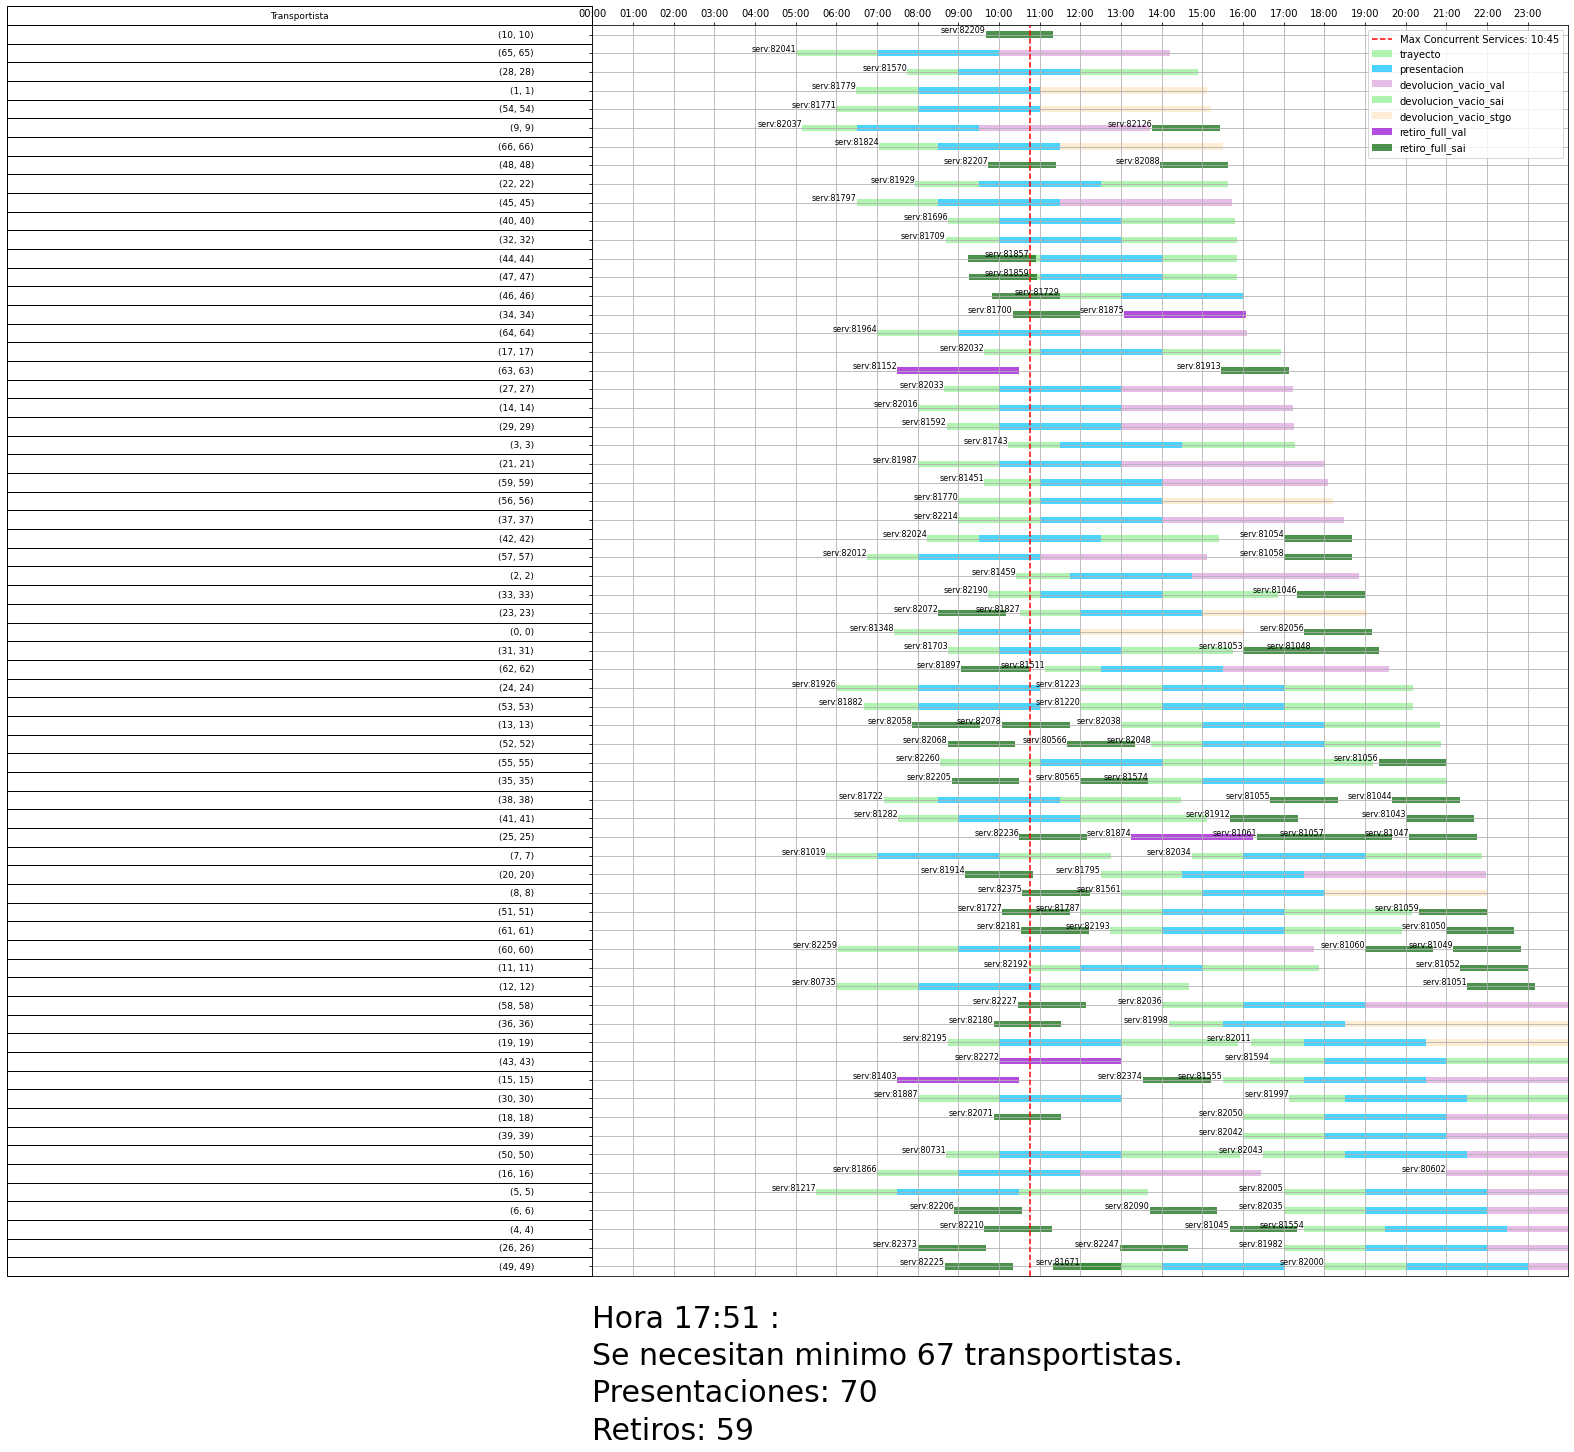 Transportista 00:00 01:00 02:00 03:00 04:00 05:00 06:00 07:00 08:00 09:00 10:00 11:00 12:00 13:00 14:00 15:00 16:00 17:00 18:00 19:00 20:00 21:00 22:00 23:00
Max Concurrent Services: 10:45
trayecto
presentacion
devolucion_vacio_val
devolucion_vacio_sai
devolucion_vacio_stgo
retiro_full_val
retiro_full_sai
(10, 10) serv:82209
(65, 65) serv:82041
(28, 28) serv:81570
(1, 1) serv:81779
(54, 54) serv:81771
(9, 9) serv:82037 serv:82126
(66, 66) serv:81824
(48, 48) serv:82207 serv:82088
(22, 22) serv:81929
(45, 45) serv:81797
(40, 40) serv:81696
(32, 32) serv:81709
(44, 44) serv:81857
(47, 47) serv:81859
(46, 46) serv:81729
(34, 34) serv:81700 serv:81875
(64, 64) serv:81964
(17, 17) serv:82032
(63, 63) serv:81152 serv:81913
(27, 27) serv:82033
(14, 14) serv:82016
(29, 29) serv:81592
(3, 3) serv:81743
(21, 21) serv:81987
(59, 59) serv:81451
(56, 56) serv:81770
(37, 37) serv:82214
(42, 42) serv:82024 serv:81054
(57, 57) serv:82012 serv:81058
(2, 2) serv:81459
(33, 33) serv:82190 serv:81046
(23, 23) serv:82072 serv:81827
(0, 0) serv:81348 serv:82056
(31, 31) serv:81703 serv:81053 serv:81048
(62, 62) serv:81897 serv:81511
(24, 24) serv:81926 serv:81223
(53, 53) serv:81882 serv:81220
(13, 13) serv:82058 serv:82078 serv:82038
(52, 52) serv:82068 serv:80566 serv:82048
(55, 55) serv:82260 serv:81056
(35, 35) serv:82205 serv:80565 serv:81574
(38, 38) serv:81722 serv:81055 serv:81044
(41, 41) serv:81282 serv:81912 serv:81043
(25, 25) serv:82236 serv:81874 serv:81061 serv:81057 serv:81047
(7, 7) serv:81019 serv:82034
(20, 20) serv:81914 serv:81795
(8, 8) serv:82375 serv:81561
(51, 51) serv:81727 serv:81787 serv:81059
(61, 61) serv:82181 serv:82193 serv:81050
(60, 60) serv:82259 serv:81060 serv:81049
(11, 11) serv:82192 serv:81052
(12, 12) serv:80735 serv:81051
(58, 58) serv:82227 serv:82036
(36, 36) serv:82180 serv:81998
(19, 19) serv:82195 serv:82011
(43, 43) serv:82272 serv:81594
(15, 15) serv:81403 serv:82374 serv:81555
(30, 30) serv:81887 serv:81997
(18, 18) serv:82071 serv:82050
(39, 39) serv:82042
(50, 50) serv:80731 serv:82043
(16, 16) serv:81866 serv:80602
(5, 5) serv:81217 serv:82005
(6, 6) serv:82206 serv:82090 serv:82035
(4, 4) serv:82210 serv:81045 serv:81554
(26, 26) serv:82373 serv:82247 serv:81982
(49, 49) serv:82225 serv:81671 serv:82000
Hora 17:51 :
Se necesitan minimo 67 transportistas.
Presentaciones: 70
Retiros: 59